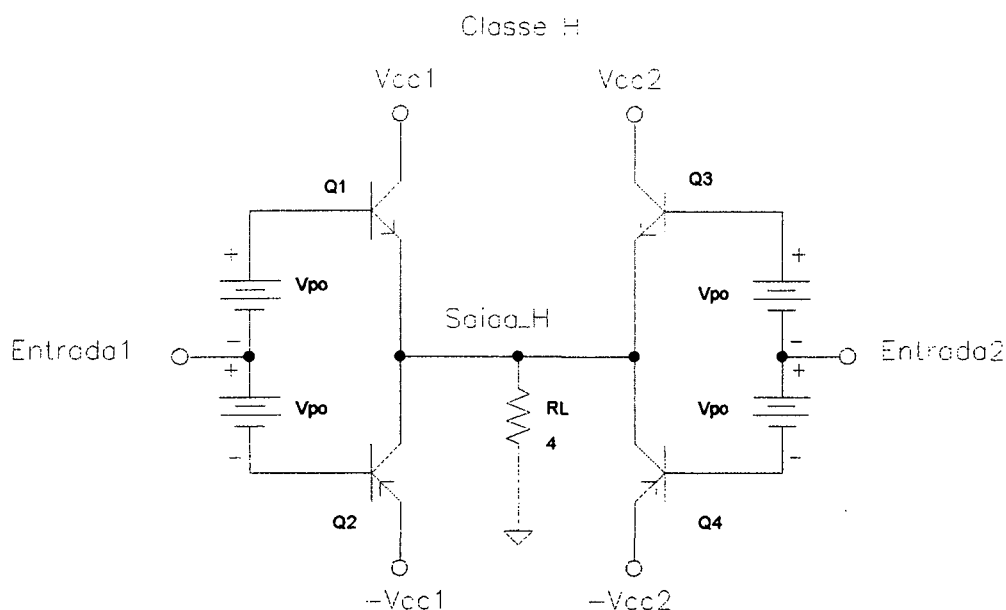 Classe H
Vcc1
Vcc2
Q1
Q3
+
+
Vpo
Vpo
Saida_H
-
-
Entrada1
Entrada2
+
+
Vpo
RL
Vpo
4
-
-
Q2
Q4
-Vcc1
-Vcc2